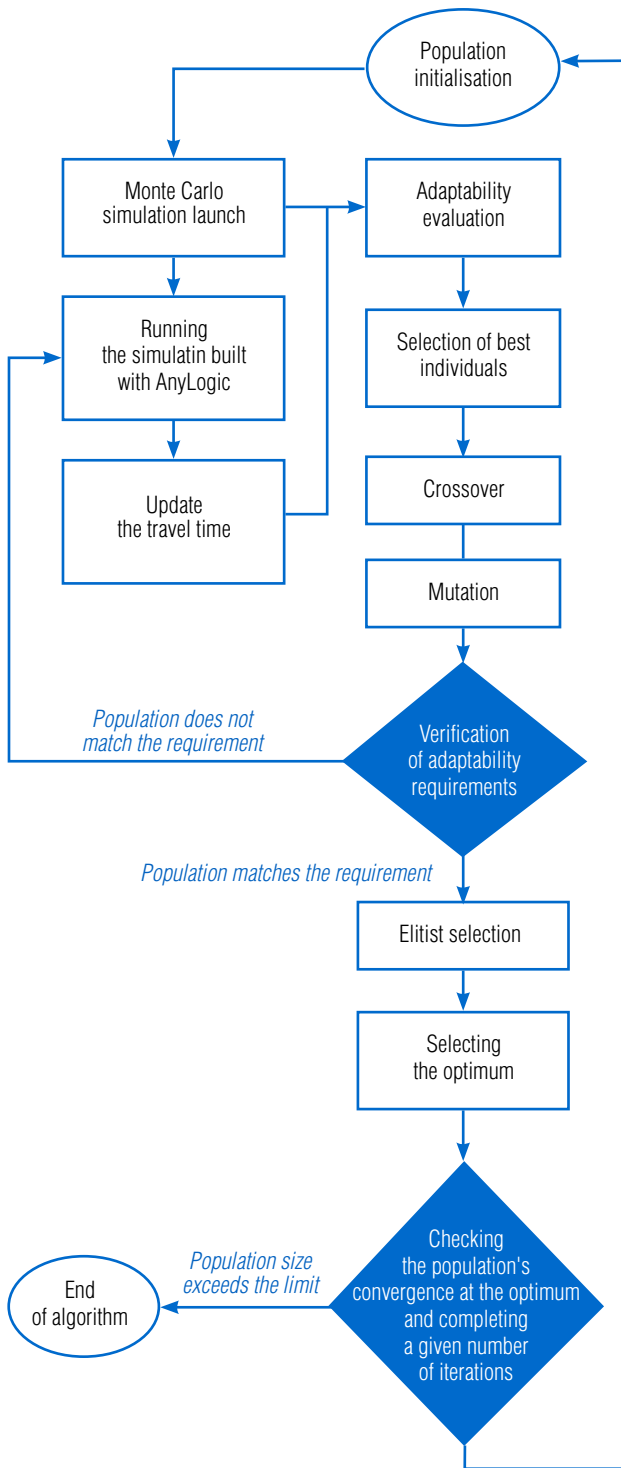 Population
initialisation
Monte Carlo
simulation launch
Adaptability
evaluation
Running
the simulatin built
with AnyLogic
Selection of best
individuals
Update
the travel time
Crossover
Mutation
Population does not
match the requirement
Verification
of adaptability
requirements
Population matches the requirement
Elitist selection
Selecting
the optimum
Checking
the population's
convergence at the optimum
and completing
a given number
of iterations
Population size
exceeds the limit
End
of algorithm